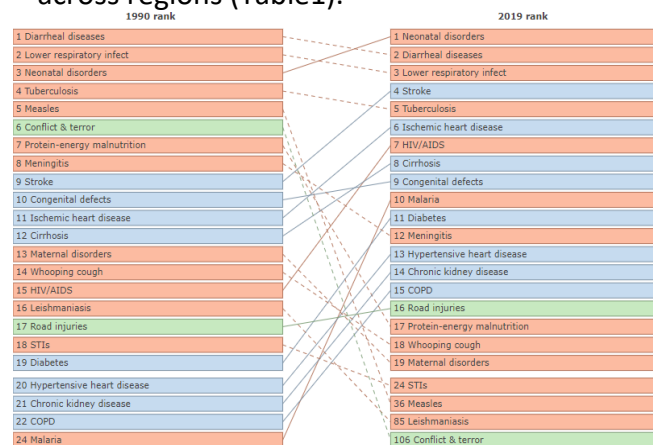 across regions (Table1).
1990 rank
2019 rank
1 Diarrheal diseases
2 Lower respiratory infect
3 Neonatal disorders
4 Tuberculosis
5 Measles
6 Conflict & terror
7 Protein-energy malnutrition
8 Meningitis
9 Stroke
10 Congenital defects
11 Ischemic heart disease
12 Cirrhosis
13 Maternal disorders
14 Whooping cough
15 HIV/AIDS
16 Leishmaniasis
17 Road injuries
18 STIs
19 Diabetes
20 Hypertensive heart disease
21 Chronic kidney disease
22 COPD
24 Malaria
1 Neonatal disorders
2 Diarrheal diseases
3 Lower respiratory infect
4 Stroke
5 Tuberculosis
6 Ischemic heart disease
7 HIV/AIDS
8 Cirrhosis
9 Congenital defects
10 Malaria
11 Diabetes
12 Meningitis
13 Hypertensive heart disease
14 Chronic kidney disease
15 COPD
16 Road injuries
17 Protein-energy malnutrition
18 Whooping cough
19 Maternal disorders
24 STIs
36 Measles
85 Leishmaniasis
106 Conflict & terror